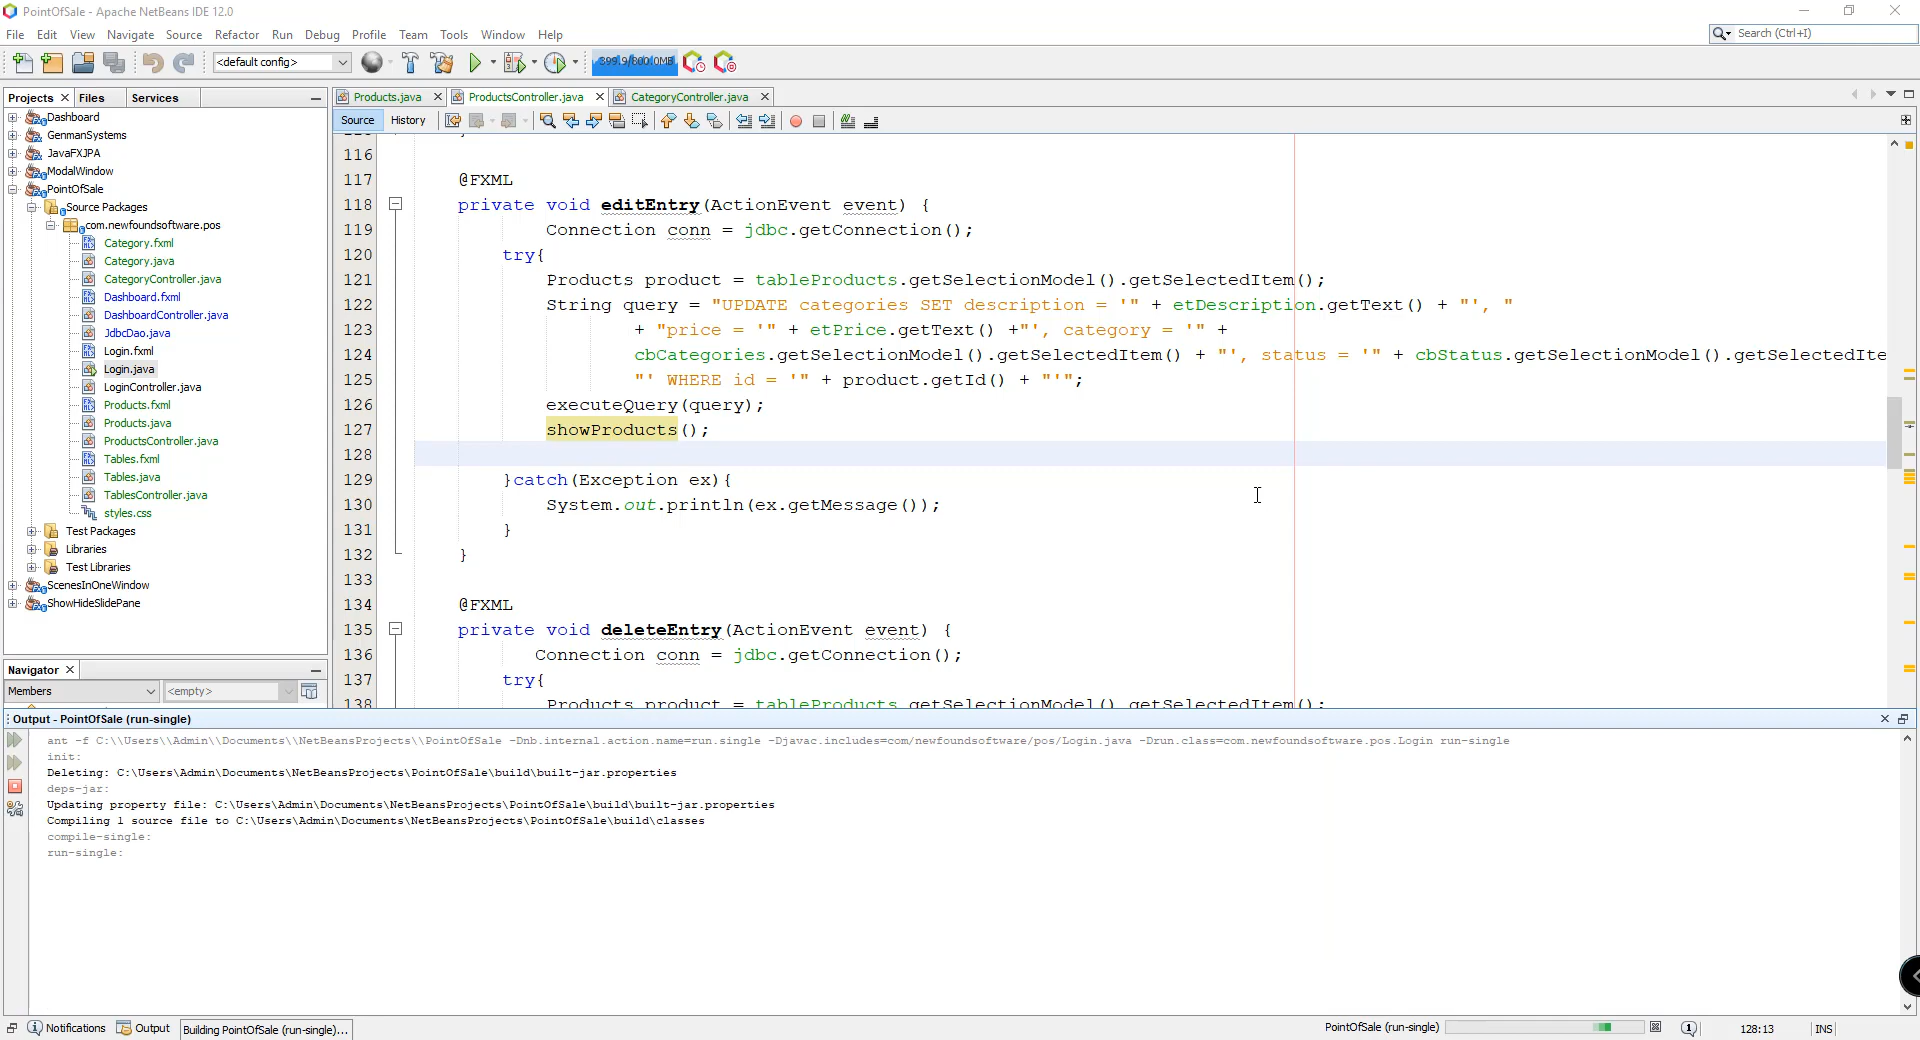 PointOfSale - Apache NetBeans IDE 12.0
File Edit View Navigate Source Refactor Run Debug Profile Team Tools Window Help
Search (Ctrl+I)
<default config>
399.9/800.0MB
Projects Files Services
Products.java ProductsController.java CategoryController.java
Source History
Dashboard
GenmanSystems
JavaFXJPA
ModalWindow
PointOfSale
Source Packages
com.newfoundsoftware.pos
Category.fxml
Category.java
CategoryController.java
Dashboard.fxml
DashboardController.java
JdbcDao.java
Login.fxml
Login.java
LoginController.java
Products.fxml
Products.java
ProductsController.java
Tables.fxml
Tables.java
TablesController.java
styles.css
Test Packages
Libraries
Test Libraries
ScenesInOneWindow
ShowHideSlidePane
Navigator
Members <empty>
116
117 @FXML
118 private void editEntry(ActionEvent event) {
119 Connection conn = jdbc.getConnection();
120 try{
121 Products product = tableProducts.getSelectionModel().getSelectedItem();
122 String query = "UPDATE categories SET description = '" + etDescription.getText() + "', "
123 + "price = '" + etPrice.getText() +"', category = '" +
124 cbCategories.getSelectionModel().getSelectedItem() + "', status = '" + cbStatus.getSelectionModel().getSelectedIte
125 "' WHERE id = '" + product.getId() + "'";
126 executeQuery(query);
127 showProducts();
128
129 }catch(Exception ex){
130 System.out.println(ex.getMessage());
131 }
132 }
133
134 @FXML
135 private void deleteEntry(ActionEvent event) {
136 Connection conn = jdbc.getConnection();
137 try{
138 Products product = tableProducts.getSelectionModel().getSelectedItem();
Output - PointOfSale (run-single)
ant -f C:\\Users\\Admin\\Documents\\NetBeansProjects\\PointOfSale -Dnb.internal.action.name=run.single -Djavac.includes=com/newfoundsoftware/pos/Login.java -Drun.class=com.newfoundsoftware.pos.Login run-single
init:
Deleting: C:\Users\Admin\Documents\NetBeansProjects\PointOfSale\build\built-jar.properties
deps-jar:
Updating property file: C:\Users\Admin\Documents\NetBeansProjects\PointOfSale\build\built-jar.properties
Compiling 1 source file to C:\Users\Admin\Documents\NetBeansProjects\PointOfSale\build\classes
compile-single:
run-single:
Notifications Output Building PointOfSale (run-single)... PointOfSale (run-single) 128:13 INS